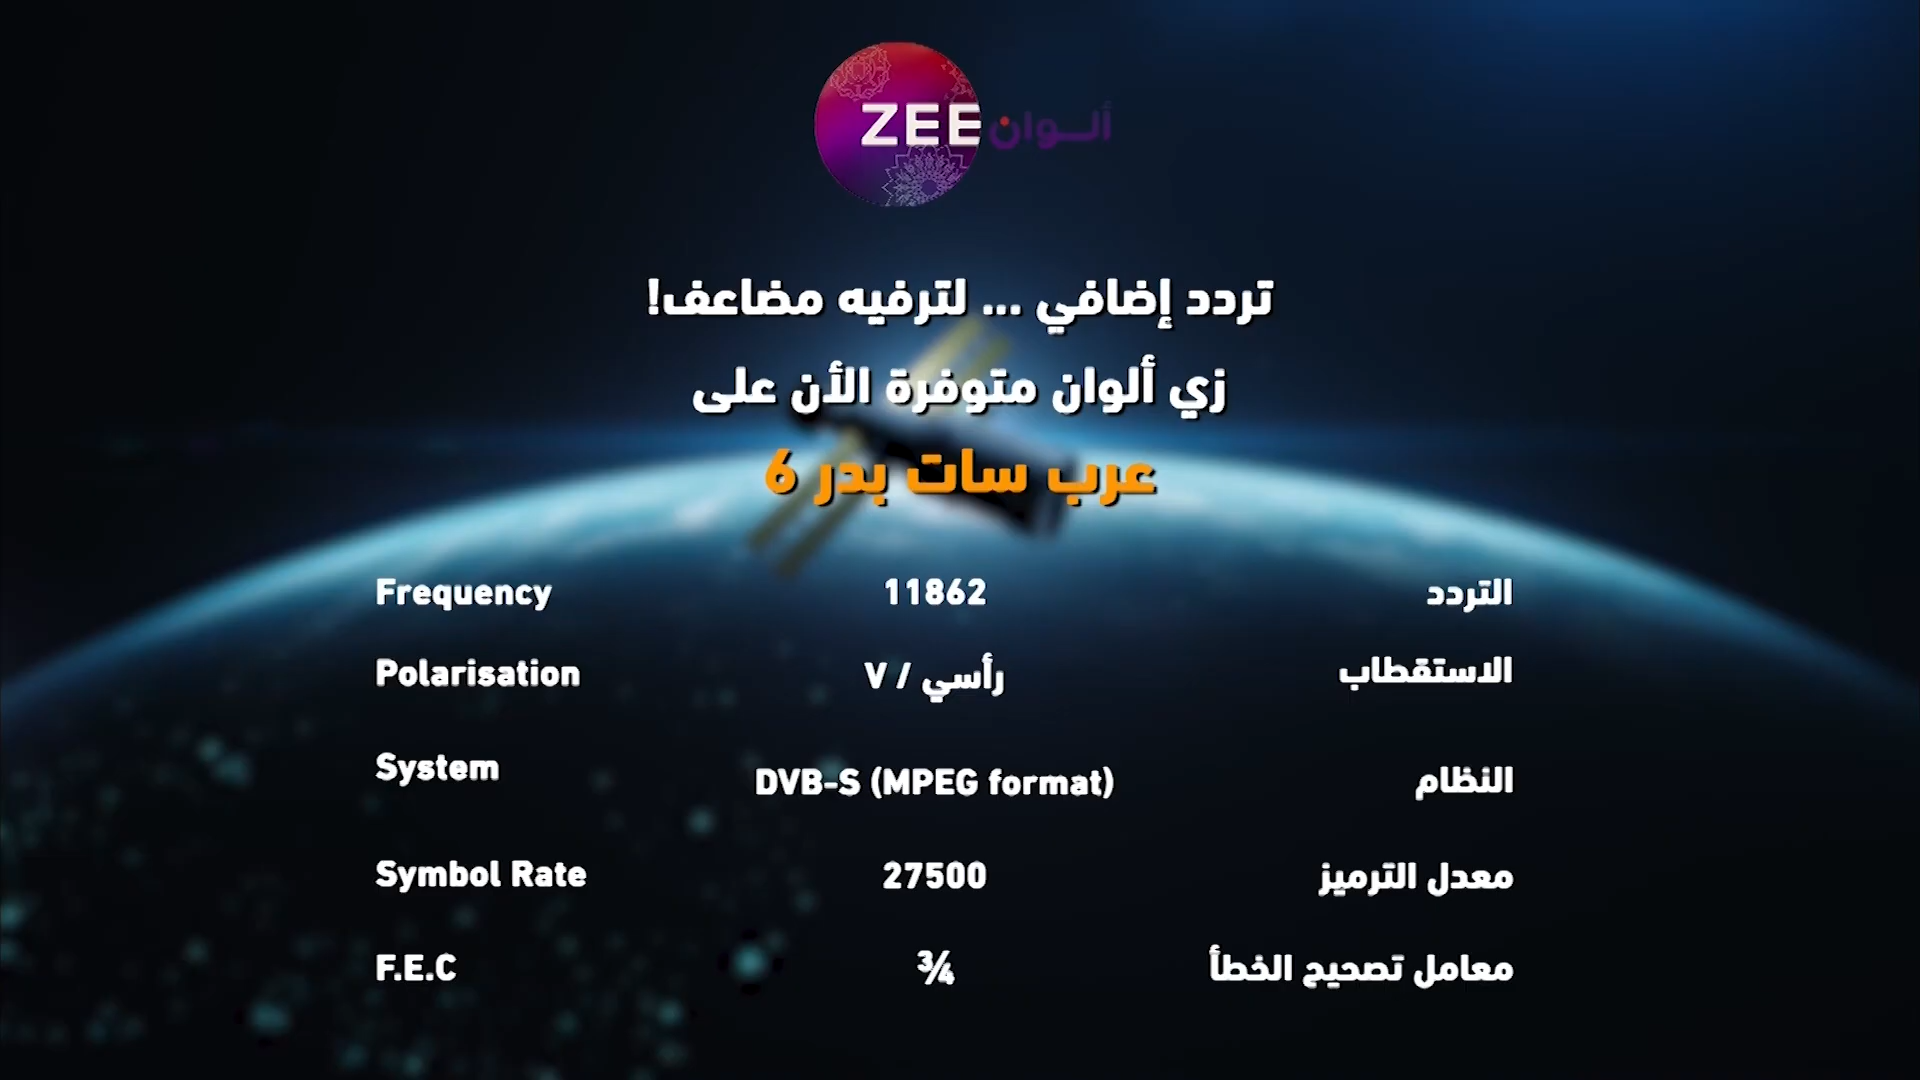 ZEE ألوان
تردد إضافي ... لترفيه مضاعف!
زي ألوان متوفرة الأن على
عرب سات بدر 6
Frequency 11862 التردد
Polarisation رأسي / V الاستقطاب
System DVB-S (MPEG format) النظام
Symbol Rate 27500 معدل الترميز
F.E.C ¾ معامل تصحيح الخطأ